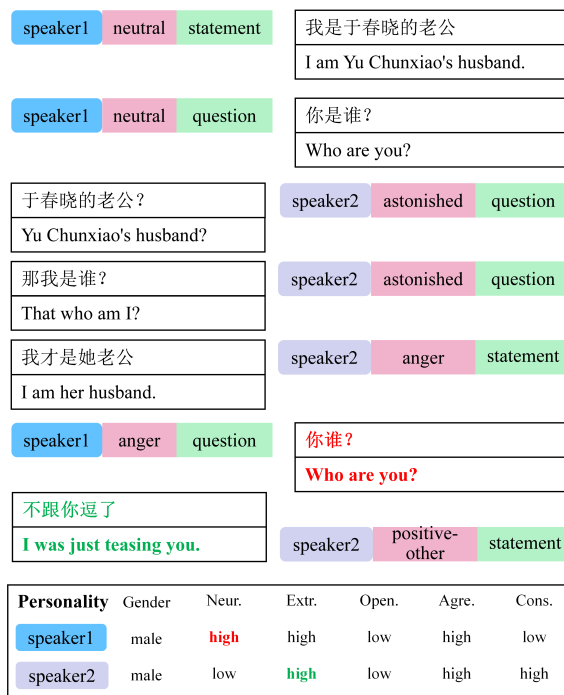 speaker1 neutral statement
我是于春晓的老公
I am Yu Chunxiao's husband.
speaker1 neutral question
你是谁？
Who are you?
于春晓的老公？
Yu Chunxiao's husband?
speaker2 astonished question
那我是谁？
That who am I?
speaker2 astonished question
我才是她老公
I am her husband.
speaker2 anger statement
speaker1 anger question
你谁？
Who are you?
不跟你逗了
I was just teasing you.
speaker2 positive-other statement
Personality Gender Neur. Extr. Open. Agre. Cons.
speaker1 male high high low high low
speaker2 male low high low high high